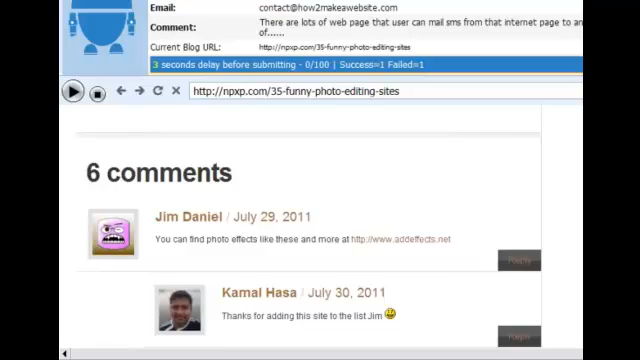 Email: contact@how2makeawebsite.com
Comment: There are lots of web page that user can mail sms from that internet page to an
of......
Current Blog URL: http://npxp.com/35-funny-photo-editing-sites
3 seconds delay before submitting - 0/100 | Success=1 Failed=1
http://npxp.com/35-funny-photo-editing-sites
6 comments
Jim Daniel / July 29, 2011
You can find photo effects like these and more at http://www.addeffects.net
Reply
Kamal Hasa / July 30, 2011
Thanks for adding this site to the list Jim
Reply